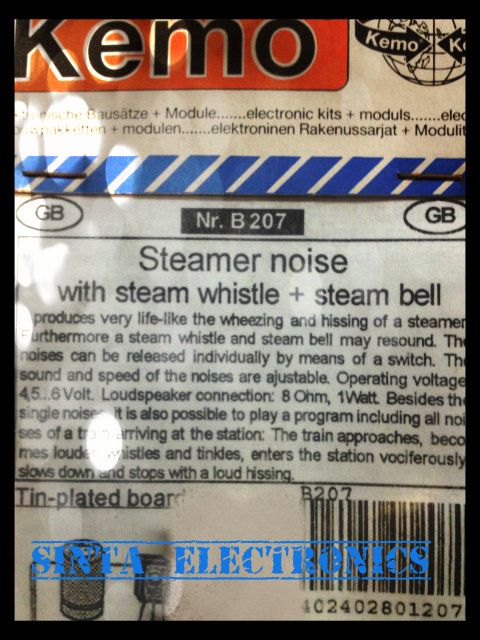 Kemo
Kemo
Bausätze + Module.......electronic kits + moduls.......elec
pakketten + modulen.......elektroninen Rakenussarjat + Modulit
GB
Nr. B 207
GB
Steamer noise
with steam whistle + steam bell
produces very life-like the wheezing and hissing of a steamer
Furthermore a steam whistle and steam bell may resound. The
noises can be released individually by means of a switch. The
sound and speed of the noises are ajustable. Operating voltage
4,5...6 Volt. Loudspeaker connection: 8 Ohm, 1Watt. Besides the
single noises it is also possible to play a program including all noi
ses of a train arriving at the station: The train approaches, beco
mes louder, whistles and tinkles, enters the station vociferously
slows down and stops with a loud hissing.
Tin-plated board
B207
SINTA ELECTRONICS
402402801207